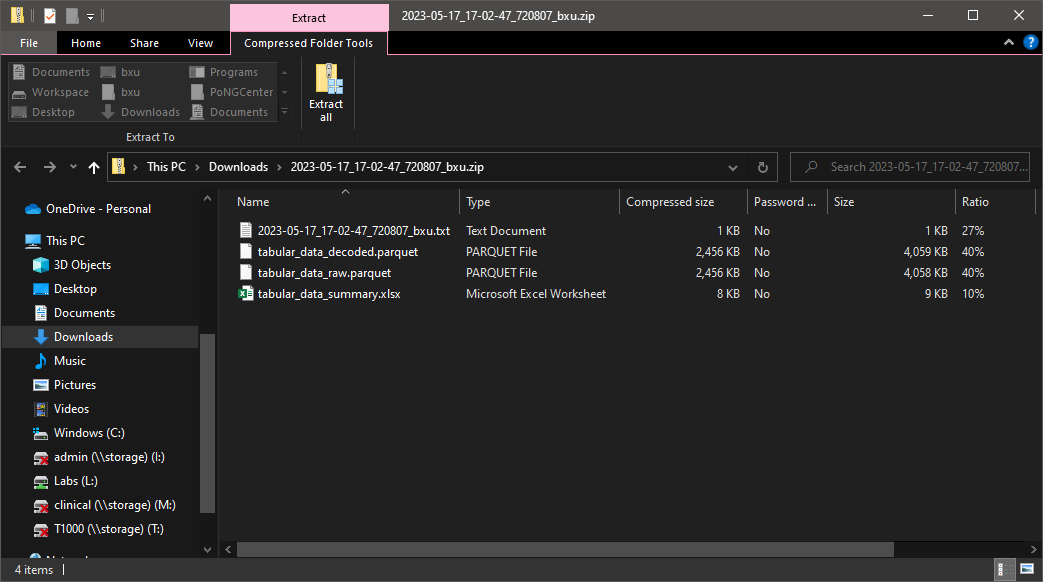 Extract
2023-05-17_17-02-47_720807_bxu.zip
File Home Share View Compressed Folder Tools
Documents bxu Programs
Workspace bxu PoNGCenter
Desktop Downloads Documents
Extract all
Extract To
This PC Downloads 2023-05-17_17-02-47_720807_bxu.zip
Search 2023-05-17_17-02-47_720807...
Name Type Compressed size Password ... Size Ratio
2023-05-17_17-02-47_720807_bxu.txt Text Document 1 KB No 1 KB 27%
tabular_data_decoded.parquet PARQUET File 2,456 KB No 4,059 KB 40%
tabular_data_raw.parquet PARQUET File 2,456 KB No 4,058 KB 40%
tabular_data_summary.xlsx Microsoft Excel Worksheet 8 KB No 9 KB 10%
OneDrive - Personal
This PC
3D Objects
Desktop
Documents
Downloads
Music
Pictures
Videos
Windows (C:)
admin (\\storage) (I:)
Labs (L:)
clinical (\\storage) (M:)
T1000 (\\storage) (T:)
4 items